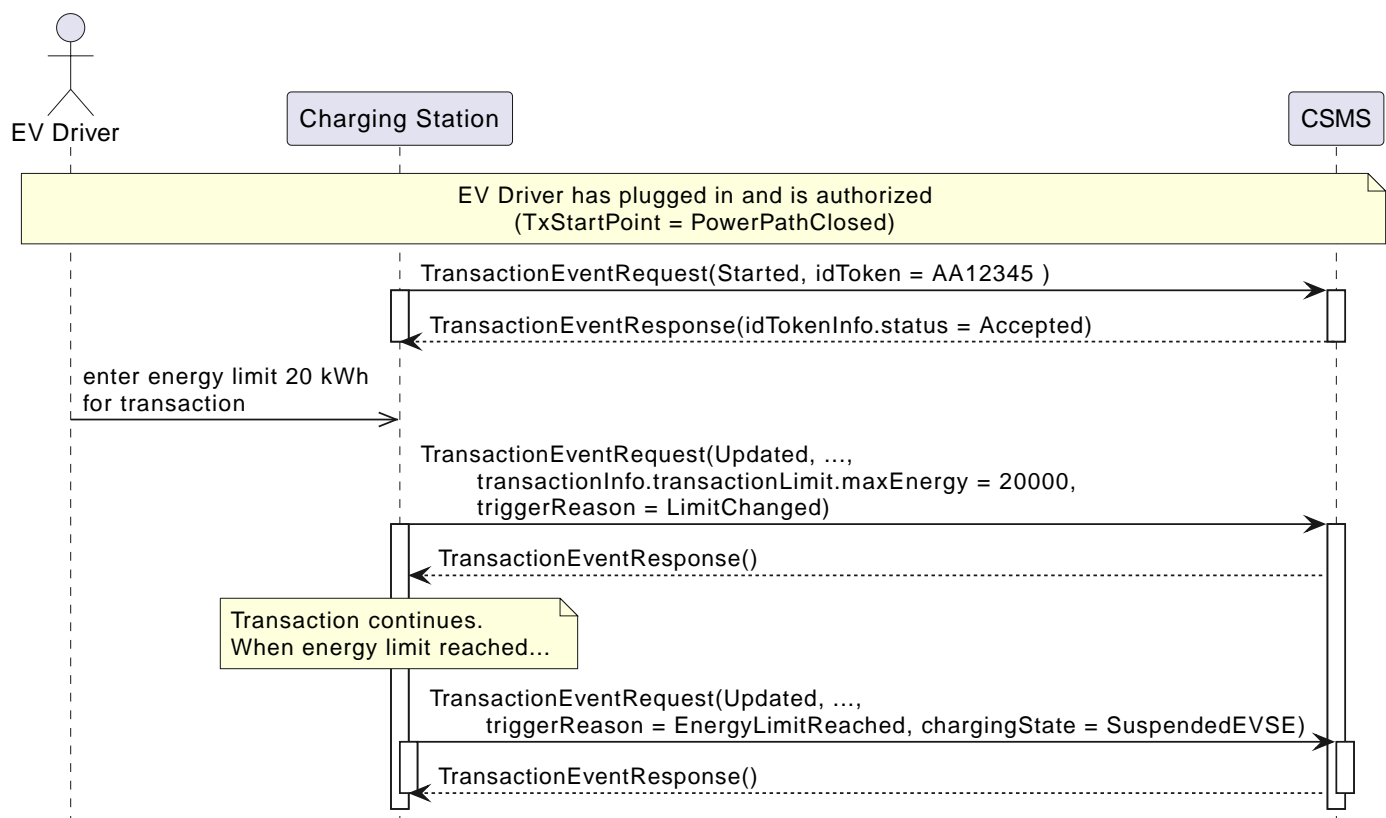 EV Driver
Charging Station
CSMS
EV Driver has plugged in and is authorized
(TxStartPoint = PowerPathClosed)
TransactionEventRequest(Started, idToken = AA12345 )
TransactionEventResponse(idTokenInfo.status = Accepted)
enter energy limit 20 kWh
for transaction
TransactionEventRequest(Updated, ...,
transactionInfo.transactionLimit.maxEnergy = 20000,
triggerReason = LimitChanged)
TransactionEventResponse()
Transaction continues.
When energy limit reached...
TransactionEventRequest(Updated, ...,
triggerReason = EnergyLimitReached, chargingState = SuspendedEVSE)
TransactionEventResponse()